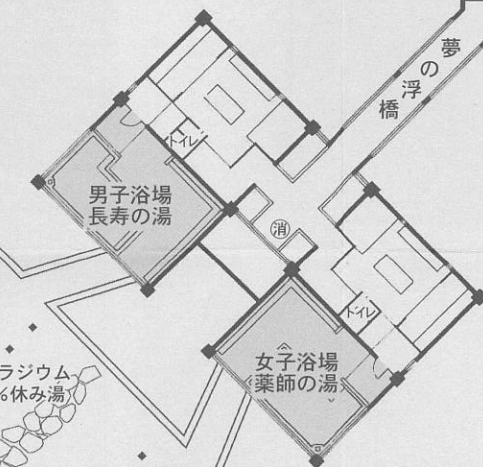 夢の浮橋
トイレ
男子浴場
長寿の湯
消
トイレ
女子浴場
薬師の湯
ラジウム
休み湯